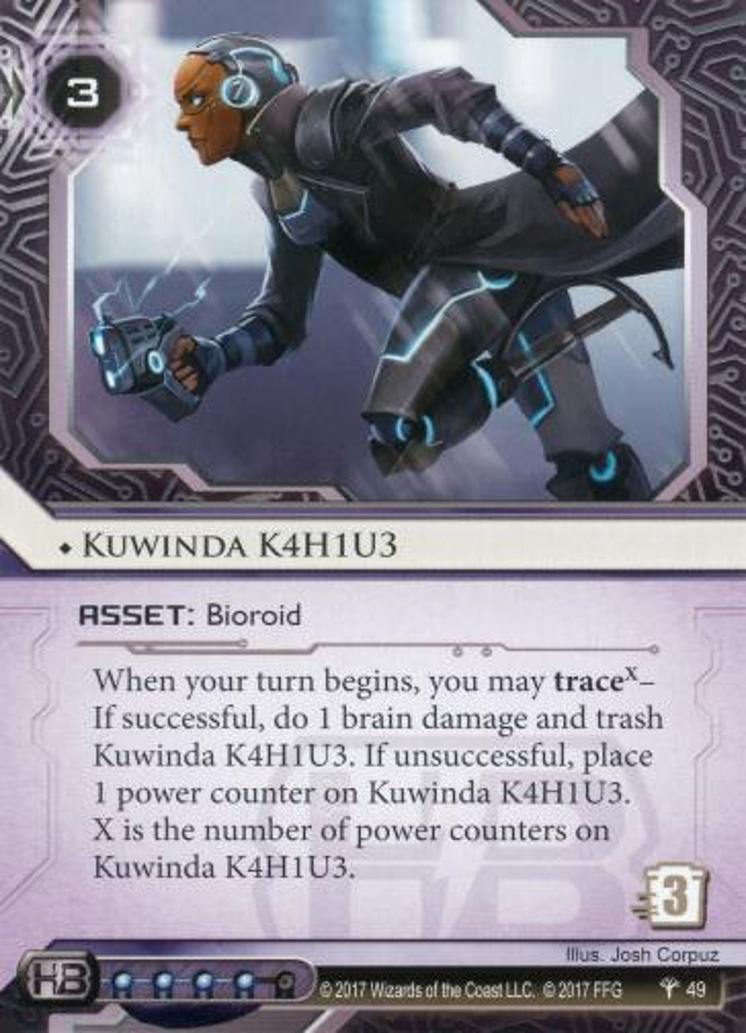 3
7
⬥ KUWINDA K4H1U3
ASSET: Bioroid
When your turn begins, you may trace^X–
If successful, do 1 brain damage and trash
Kuwinda K4H1U3. If unsuccessful, place
1 power counter on Kuwinda K4H1U3.
X is the number of power counters on
Kuwinda K4H1U3.
3
Illus. Josh Corpuz
HB
© 2017 Wizards of the Coast LLC. © 2017 FFG
49